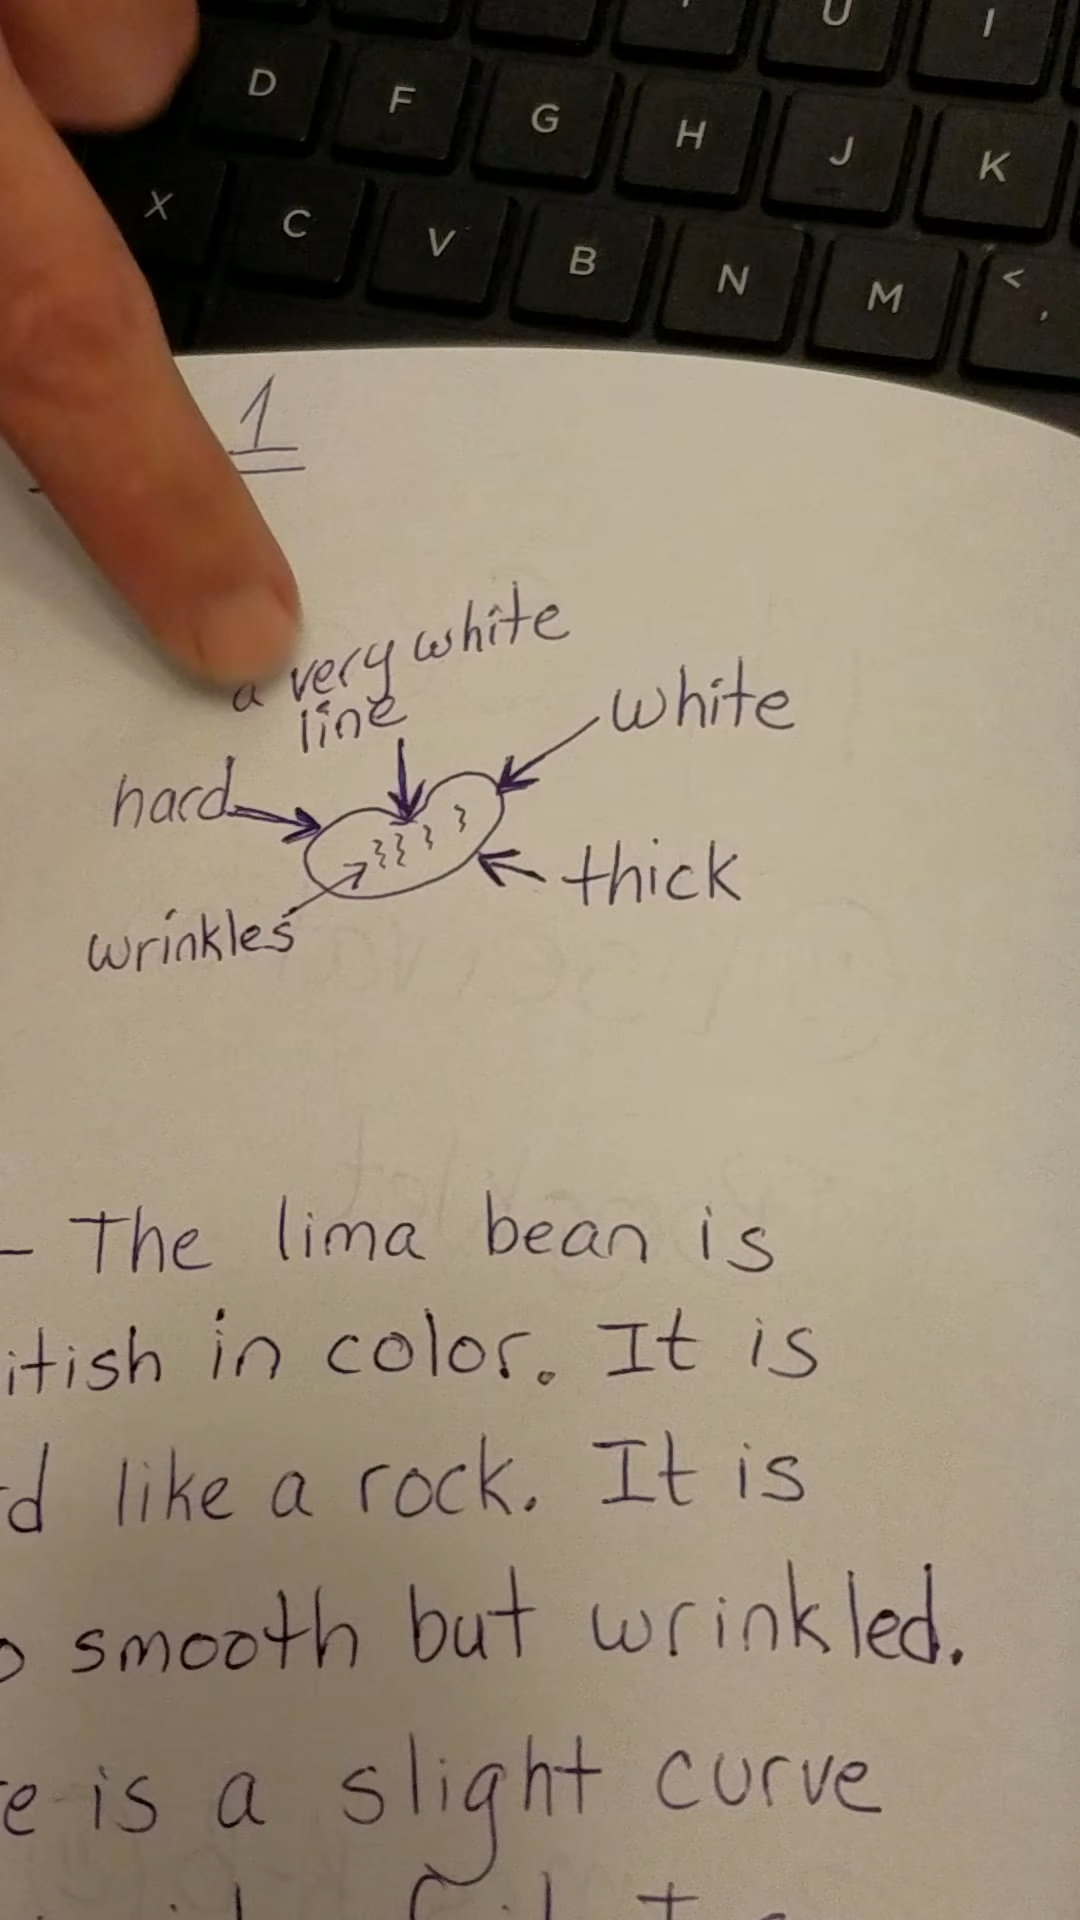 U I
D F G H J K
X C V B N M <
,
1
a very white
line
white
hard
thick
wrinkles
- The lima bean is
itish in color. It is
d like a rock. It is
smooth but wrinkled.
e is a slight curve